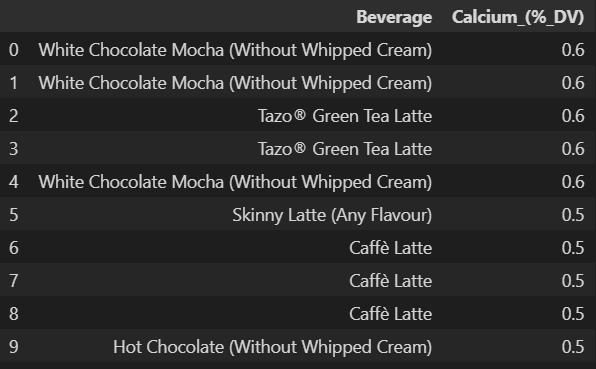 Beverage Calcium_(%_DV)
0 White Chocolate Mocha (Without Whipped Cream) 0.6
1 White Chocolate Mocha (Without Whipped Cream) 0.6
2 Tazo® Green Tea Latte 0.6
3 Tazo® Green Tea Latte 0.6
4 White Chocolate Mocha (Without Whipped Cream) 0.6
5 Skinny Latte (Any Flavour) 0.5
6 Caffè Latte 0.5
7 Caffè Latte 0.5
8 Caffè Latte 0.5
9 Hot Chocolate (Without Whipped Cream) 0.5